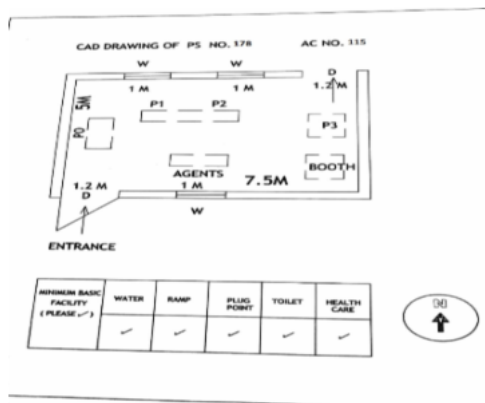 CAD DRAWING OF PS NO. 178 AC NO. 115
W W D
1 M 1 M 1.2 M
5M P1 P2
PO P3
AGENTS BOOTH
1.2 M 1 M 7.5M
D
W
ENTRANCE
MINIMUM BASIC FACILITY ( PLEASE ✓ ) WATER RAMP PLUG POINT TOILET HEALTH CARE
✓ ✓ ✓ ✓ ✓
N